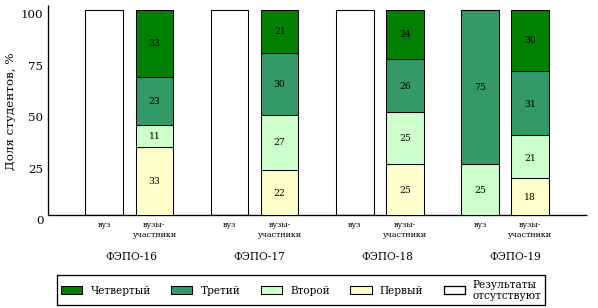 100
75
50
25
0
Доля студентов, %
33
23
11
33
21
30
27
22
24
26
25
25
75
25
30
31
21
18
вуз
вузы-
участники
вуз
вузы-
участники
вуз
вузы-
участники
вуз
вузы-
участники
ФЭПО-16
ФЭПО-17
ФЭПО-18
ФЭПО-19
Четвертый
Третий
Второй
Первый
Результаты
отсутствуют